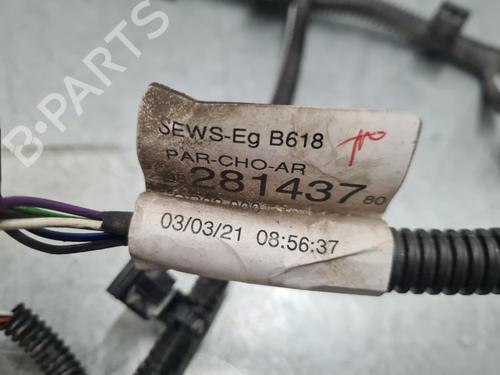 B-PARTS
SEWS-Eg B618
PAR-CHO-AR
281437 80
03/03/21 08:56:37